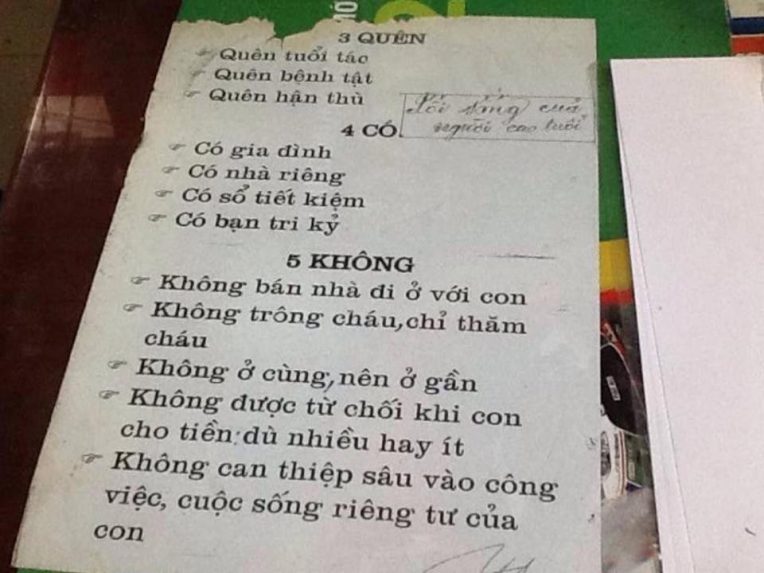 3 QUÊN
☞ Quên tuổi tác
☞ Quên bệnh tật
☞ Quên hận thù
Lối sống của
người cao tuổi
4 CÓ
☞ Có gia đình
☞ Có nhà riêng
☞ Có sổ tiết kiệm
☞ Có bạn tri kỷ
5 KHÔNG
☞ Không bán nhà đi ở với con
☞ Không trông cháu, chỉ thăm
cháu
☞ Không ở cùng, nên ở gần
☞ Không được từ chối khi con
cho tiền: dù nhiều hay ít
☞ Không can thiệp sâu vào công
việc, cuộc sống riêng tư của
con